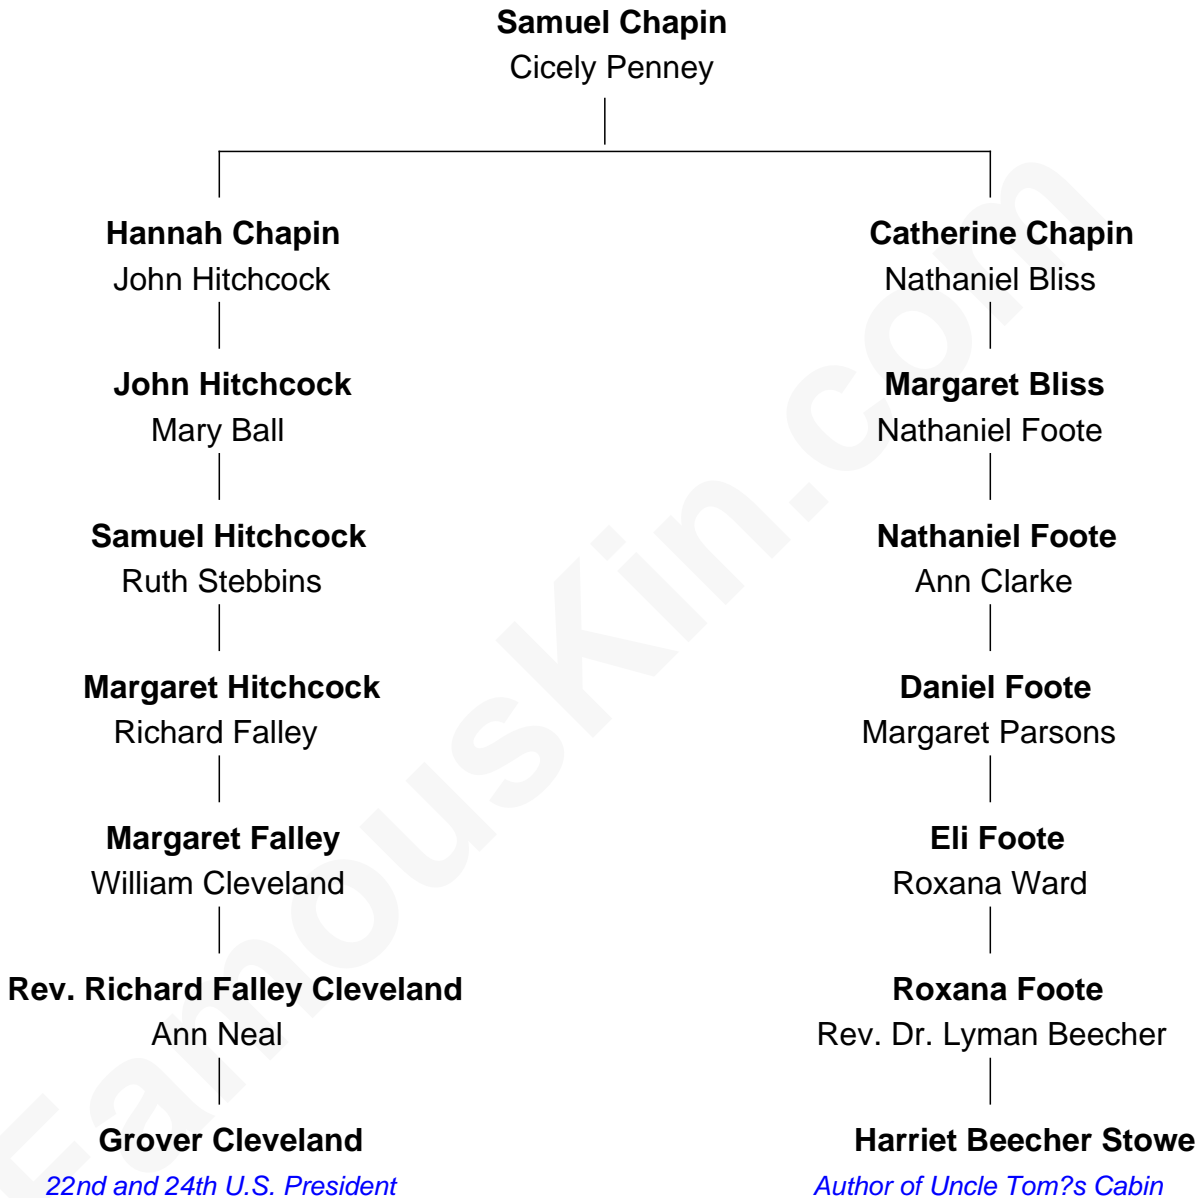 Samuel Chapin
Cicely Penney
Hannah Chapin
John Hitchcock
Catherine Chapin
Nathaniel Bliss
John Hitchcock
Mary Ball
Margaret Bliss
Nathaniel Foote
Samuel Hitchcock
Ruth Stebbins
Nathaniel Foote
Ann Clarke
Margaret Hitchcock
Richard Falley
Daniel Foote
Margaret Parsons
Margaret Falley
William Cleveland
Eli Foote
Roxana Ward
Rev. Richard Falley Cleveland
Ann Neal
Roxana Foote
Rev. Dr. Lyman Beecher
Grover Cleveland
22nd and 24th U.S. President
Harriet Beecher Stowe
Author of Uncle Tom?s Cabin
FamousKin.com